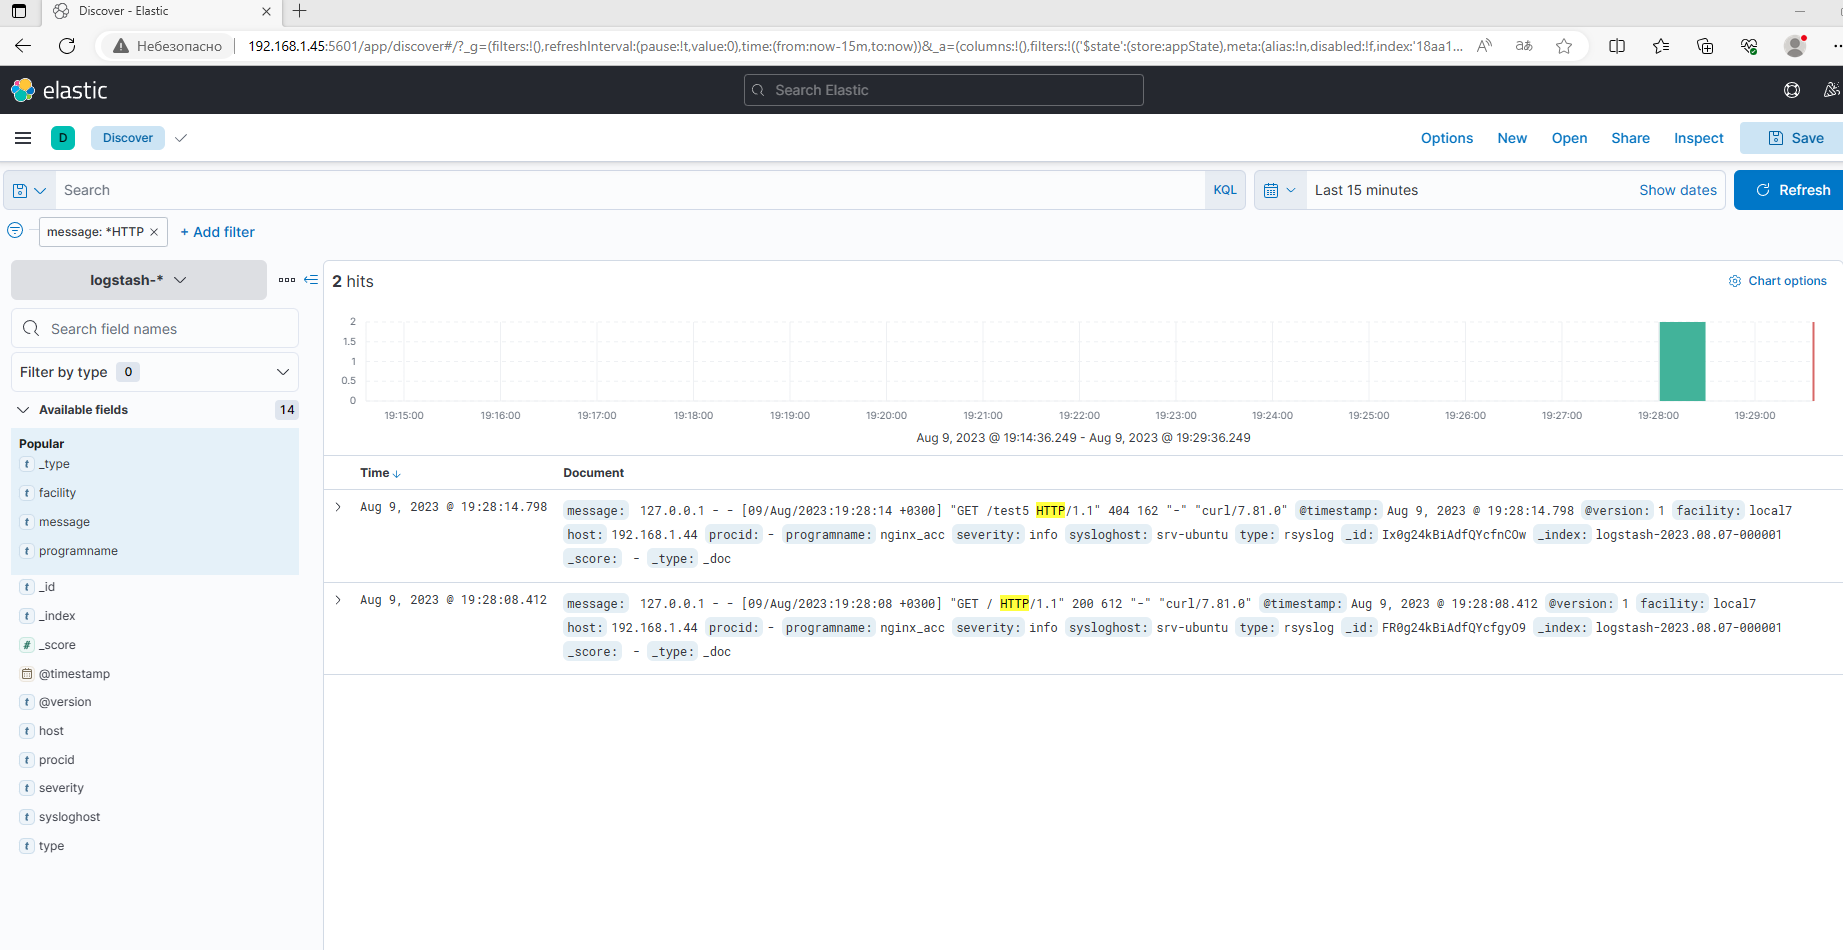 Discover - Elastic
Небезопасно
192.168.1.45:5601/app/discover#/?_g=(filters:!(),refreshInterval:(pause:!t,value:0),time:(from:now-15m,to:now))&_a=(columns:!(),filters:!(('$state':(store:appState),meta:(alias:!n,disabled:!f,index:'18aa1...
elastic
Search Elastic
D
Discover
Options
New
Open
Share
Inspect
Save
Search
KQL
Last 15 minutes
Show dates
Refresh
message: *HTTP ×
+ Add filter
logstash-*
Search field names
Filter by type 0
Available fields 14
Popular
t _type
t facility
t message
t programname
t _id
t _index
# _score
@timestamp
t @version
t host
t procid
t severity
t sysloghost
t type
2 hits
Chart options
2
1.5
1
0.5
0
19:15:00 19:16:00 19:17:00 19:18:00 19:19:00 19:20:00 19:21:00 19:22:00 19:23:00 19:24:00 19:25:00 19:26:00 19:27:00 19:28:00 19:29:00
Aug 9, 2023 @ 19:14:36.249 - Aug 9, 2023 @ 19:29:36.249
Time Document
Aug 9, 2023 @ 19:28:14.798 message: 127.0.0.1 - - [09/Aug/2023:19:28:14 +0300] "GET /test5 HTTP/1.1" 404 162 "-" "curl/7.81.0" @timestamp: Aug 9, 2023 @ 19:28:14.798 @version: 1 facility: local7
host: 192.168.1.44 procid: - programname: nginx_acc severity: info sysloghost: srv-ubuntu type: rsyslog _id: Ix0g24kBiAdfQYcfnCOw _index: logstash-2023.08.07-000001
_score: - _type: _doc
Aug 9, 2023 @ 19:28:08.412 message: 127.0.0.1 - - [09/Aug/2023:19:28:08 +0300] "GET / HTTP/1.1" 200 612 "-" "curl/7.81.0" @timestamp: Aug 9, 2023 @ 19:28:08.412 @version: 1 facility: local7
host: 192.168.1.44 procid: - programname: nginx_acc severity: info sysloghost: srv-ubuntu type: rsyslog _id: FR0g24kBiAdfQYcfgyO9 _index: logstash-2023.08.07-000001
_score: - _type: _doc